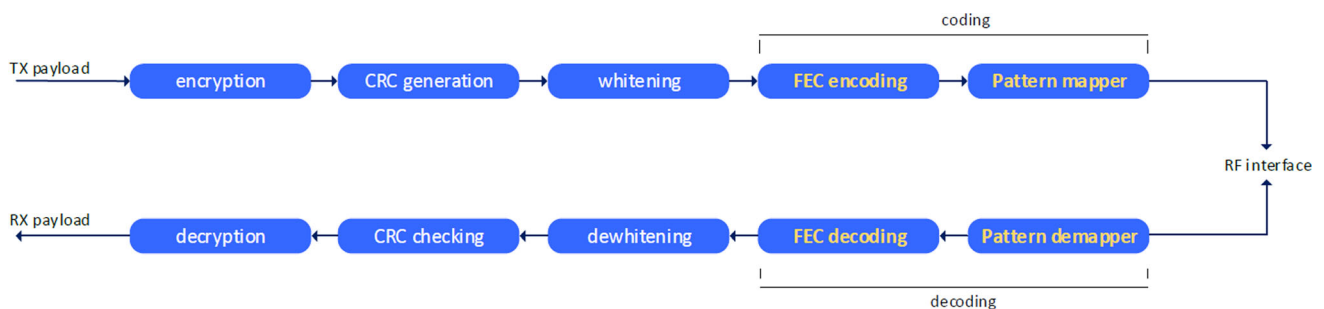 coding
TX payload
encryption
CRC generation
whitening
FEC encoding
Pattern mapper
RF interface
RX payload
decryption
CRC checking
dewhitening
FEC decoding
Pattern demapper
decoding